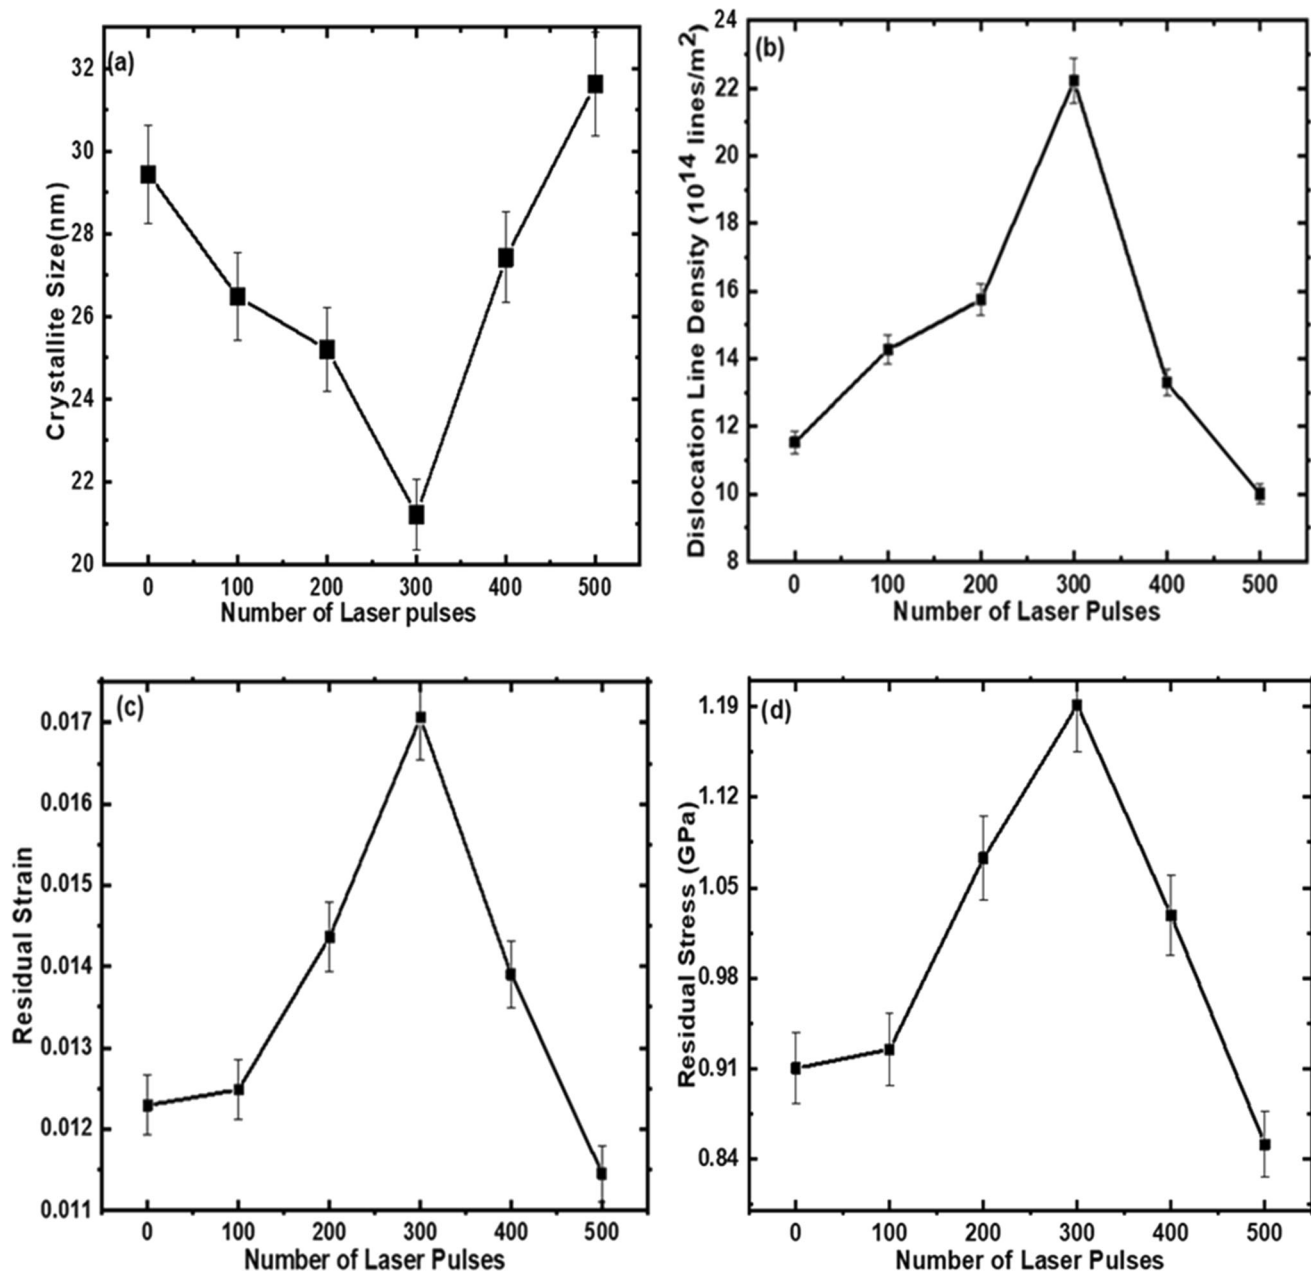 (a)
Crystallite Size(nm)
32
30
28
26
24
22
20
0 100 200 300 400 500
Number of Laser pulses
(b)
Dislocation Line Density (10¹⁴ lines/m²)
24
22
20
18
16
14
12
10
8
0 100 200 300 400 500
Number of Laser Pulses
(c)
Residual Strain
0.017
0.016
0.015
0.014
0.013
0.012
0.011
0 100 200 300 400 500
Number of Laser Pulses
(d)
Residual Stress (GPa)
1.19
1.12
1.05
0.98
0.91
0.84
0 100 200 300 400 500
Number of Laser Pulses